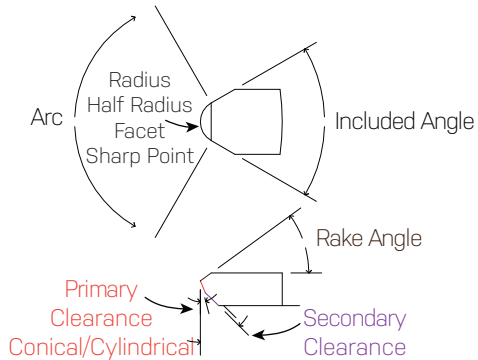 Radius
Half Radius
Facet
Sharp Point
Arc
Included Angle
Rake Angle
Primary
Clearance
Conical/Cylindrical
Secondary
Clearance